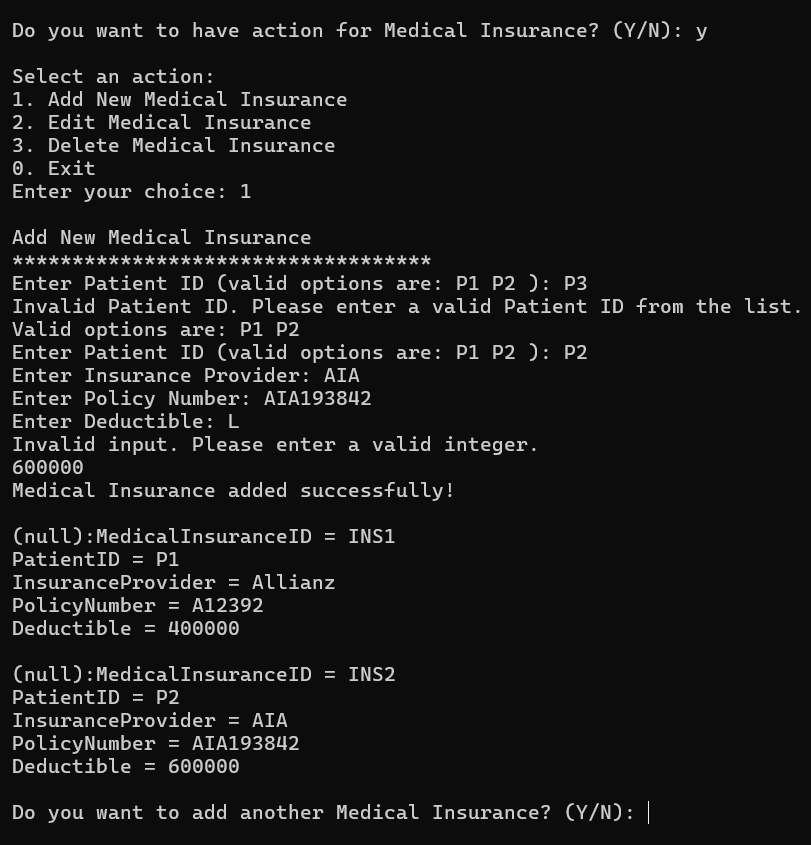 Do you want to have action for Medical Insurance? (Y/N): y
Select an action:
1. Add New Medical Insurance
2. Edit Medical Insurance
3. Delete Medical Insurance
0. Exit
Enter your choice: 1
Add New Medical Insurance
***********************************
Enter Patient ID (valid options are: P1 P2 ): P3
Invalid Patient ID. Please enter a valid Patient ID from the list.
Valid options are: P1 P2
Enter Patient ID (valid options are: P1 P2 ): P2
Enter Insurance Provider: AIA
Enter Policy Number: AIA193842
Enter Deductible: L
Invalid input. Please enter a valid integer.
600000
Medical Insurance added successfully!
(null):MedicalInsuranceID = INS1
PatientID = P1
InsuranceProvider = Allianz
PolicyNumber = A12392
Deductible = 400000
(null):MedicalInsuranceID = INS2
PatientID = P2
InsuranceProvider = AIA
PolicyNumber = AIA193842
Deductible = 600000
Do you want to add another Medical Insurance? (Y/N):